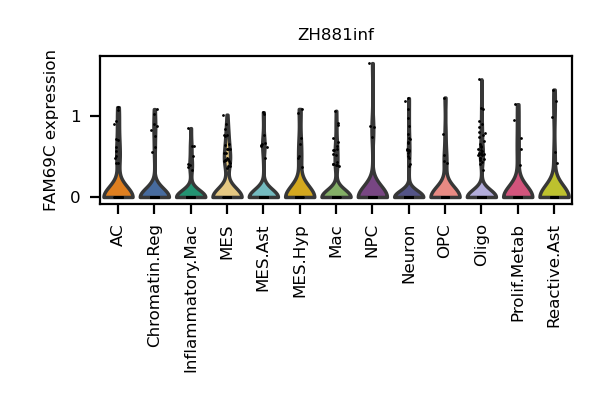 ZH881inf
FAM69C expression
1
0
AC
Chromatin.Reg
Inflammatory.Mac
MES
MES.Ast
MES.Hyp
Mac
NPC
Neuron
OPC
Oligo
Prolif.Metab
Reactive.Ast